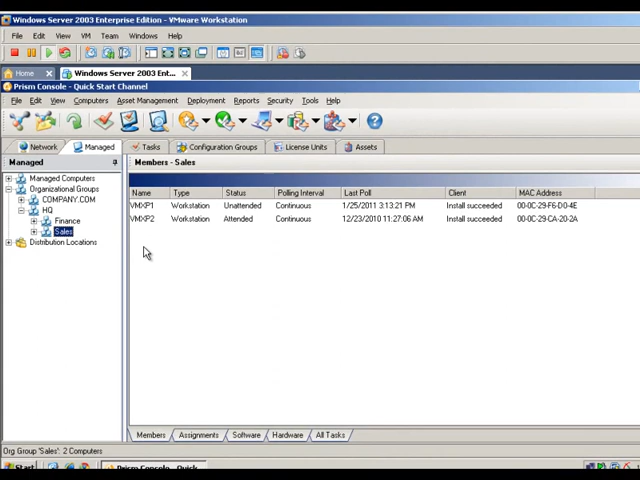 Windows Server 2003 Enterprise Edition - VMware Workstation
File Edit View VM Team Windows Help
Home Windows Server 2003 Ent...
Prism Console - Quick Start Channel
File Edit View Computers Asset Management Deployment Reports Security Tools Help
Network Managed Tasks Configuration Groups License Units Assets
Managed Members - Sales
Name Type Status Polling Interval Last Poll Client MAC Address
VMXP1 Workstation Unattended Continuous 1/25/2011 3:13:21 PM Install succeeded 00-0C-29-F6-D0-4E
VMXP2 Workstation Attended Continuous 12/23/2010 11:27:06 AM Install succeeded 00-0C-29-CA-20-2A
Managed Computers
Organizational Groups
COMPANY.COM
HQ
Finance
Sales
Distribution Locations
Members Assignments Software Hardware All Tasks
Org Group 'Sales': 2 Computers
Start Prism Console - Quick